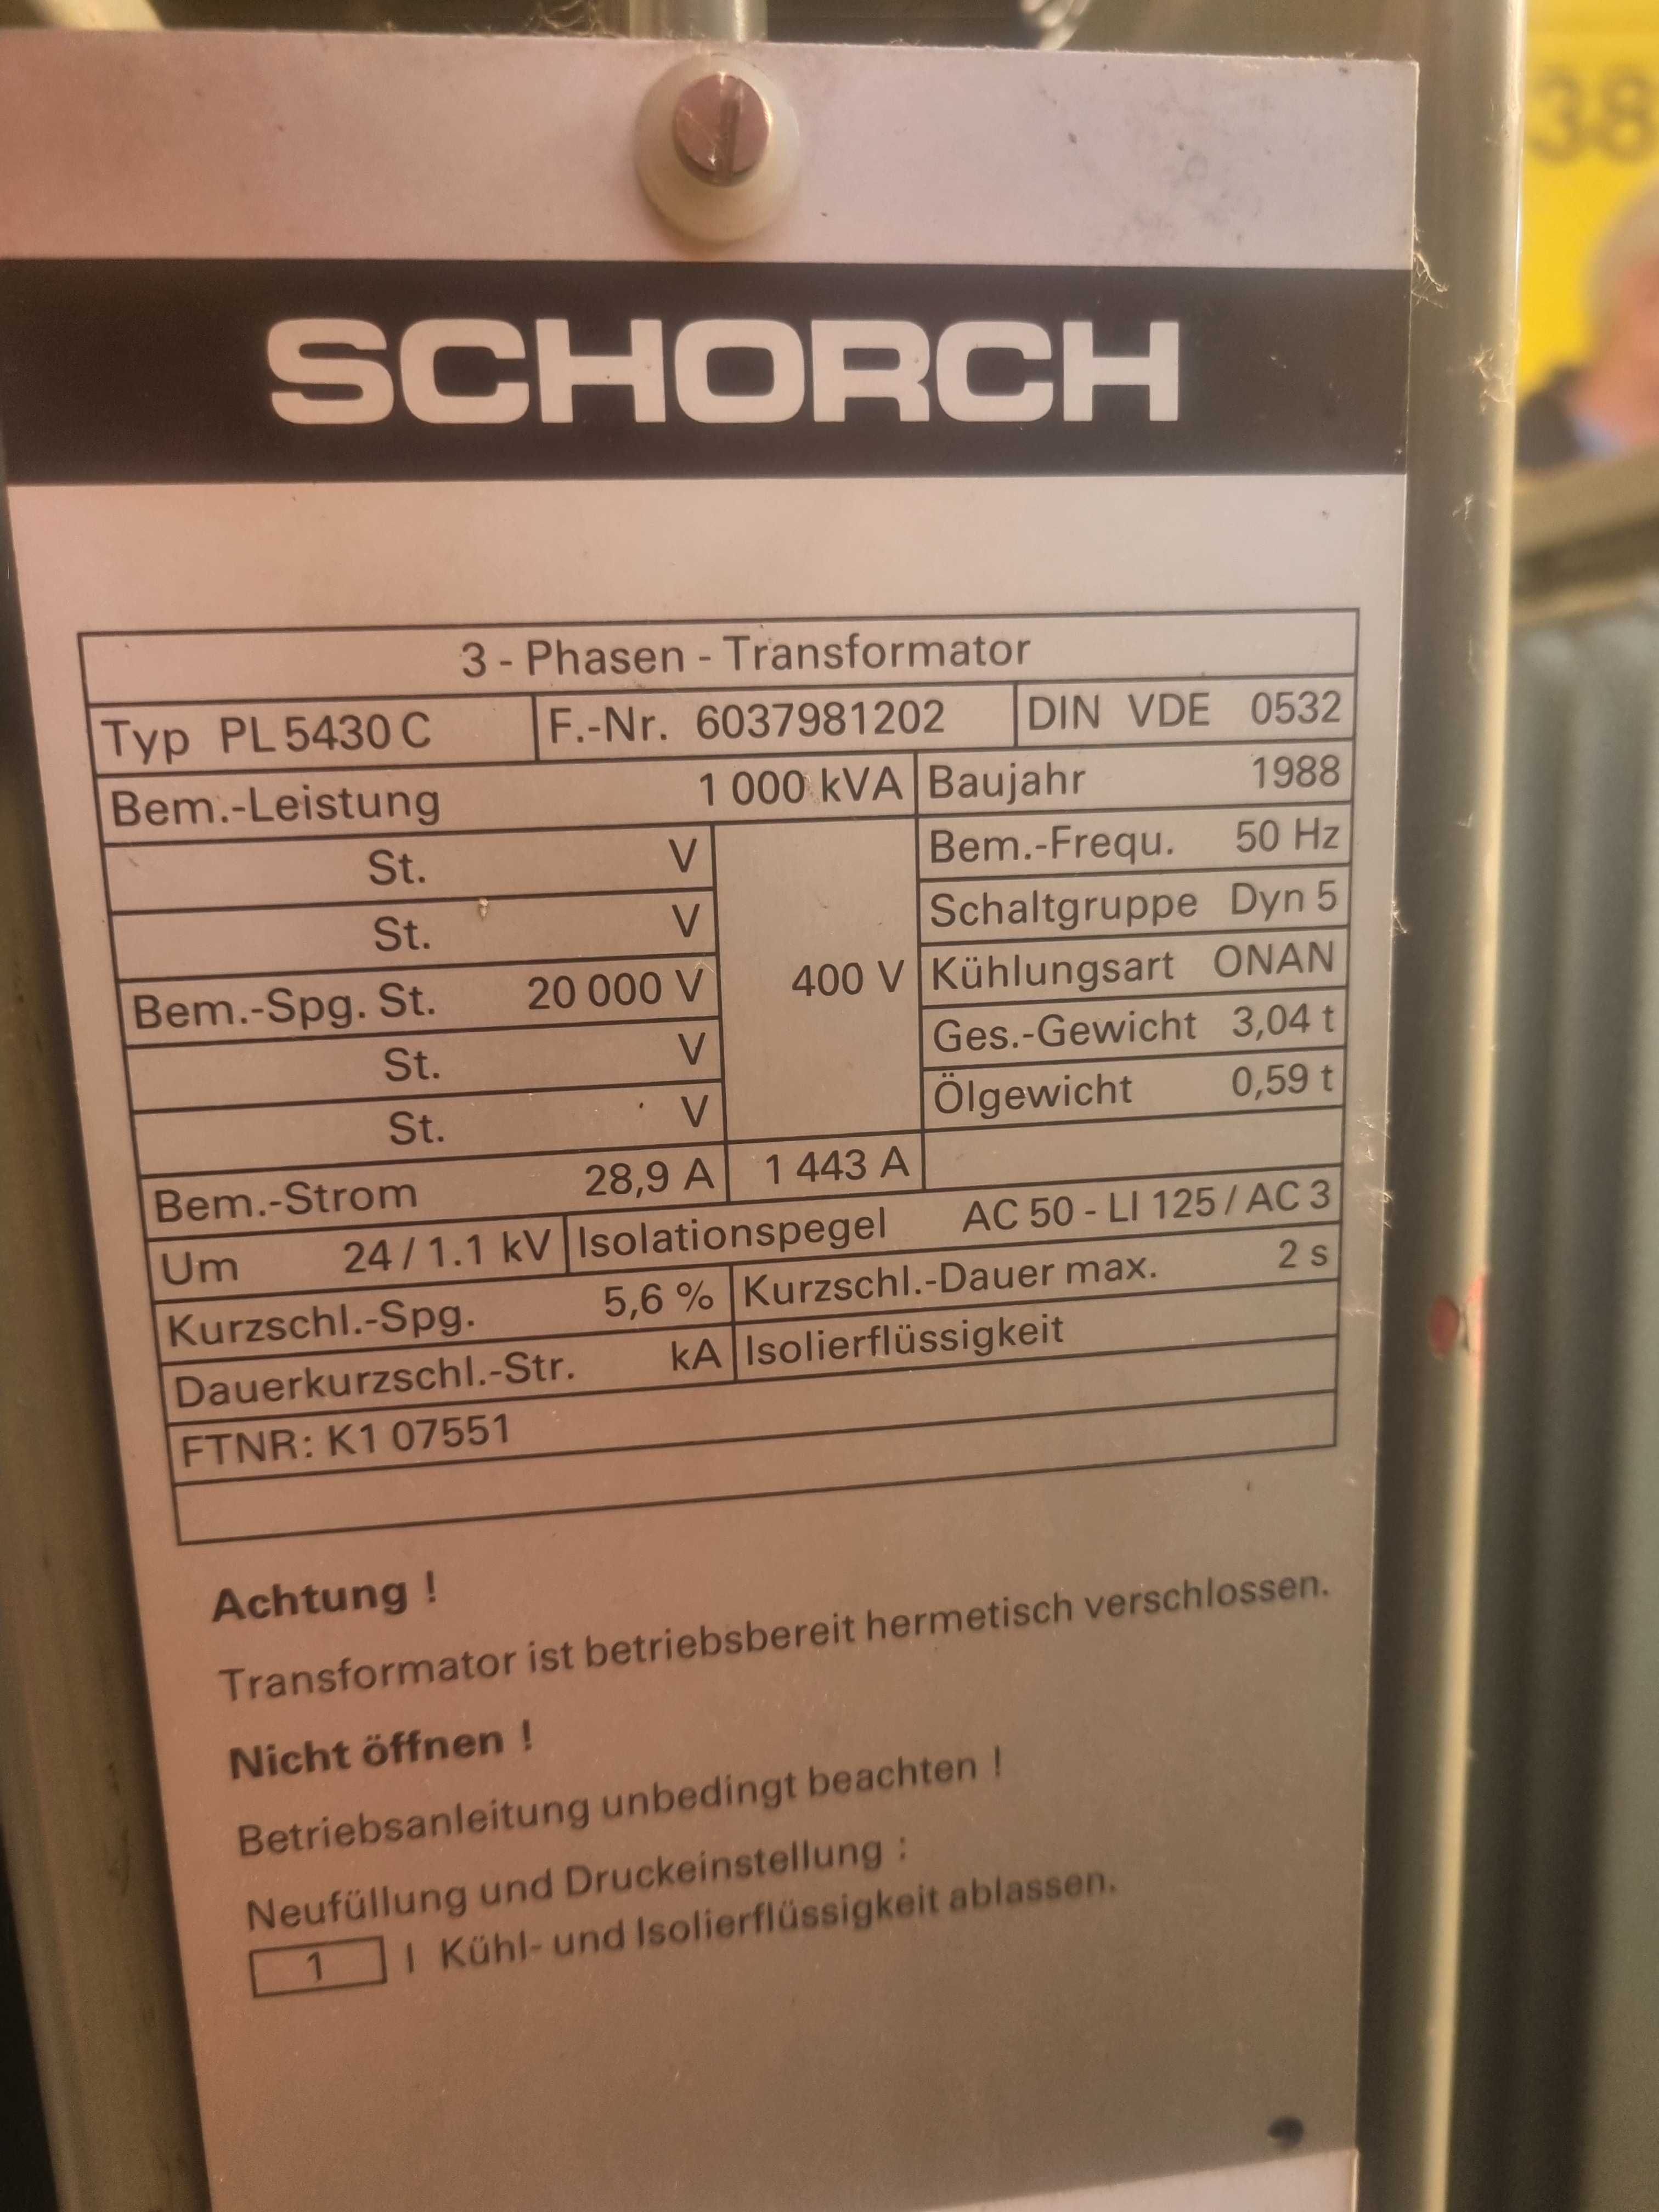 38
SCHORCH
3 - Phasen - Transformator
Typ PL 5430 C F.-Nr. 6037981202 DIN VDE 0532
Bem.-Leistung 1 000 kVA Baujahr 1988
St. V Bem.-Frequ. 50 Hz
St. V Schaltgruppe Dyn 5
Bem.-Spg. St. 20 000 V 400 V Kühlungsart ONAN
St. V Ges.-Gewicht 3,04 t
St. V Ölgewicht 0,59 t
Bem.-Strom 28,9 A 1 443 A
Um 24 / 1.1 kV Isolationspegel AC 50 - LI 125 / AC 3
Kurzschl.-Spg. 5,6 % Kurzschl.-Dauer max. 2 s
Dauerkurzschl.-Str. kA Isolierflüssigkeit
FTNR: K1 07551
Achtung !
Transformator ist betriebsbereit hermetisch verschlossen.
Nicht öffnen !
Betriebsanleitung unbedingt beachten !
Neufüllung und Druckeinstellung :
1 l Kühl- und Isolierflüssigkeit ablassen.